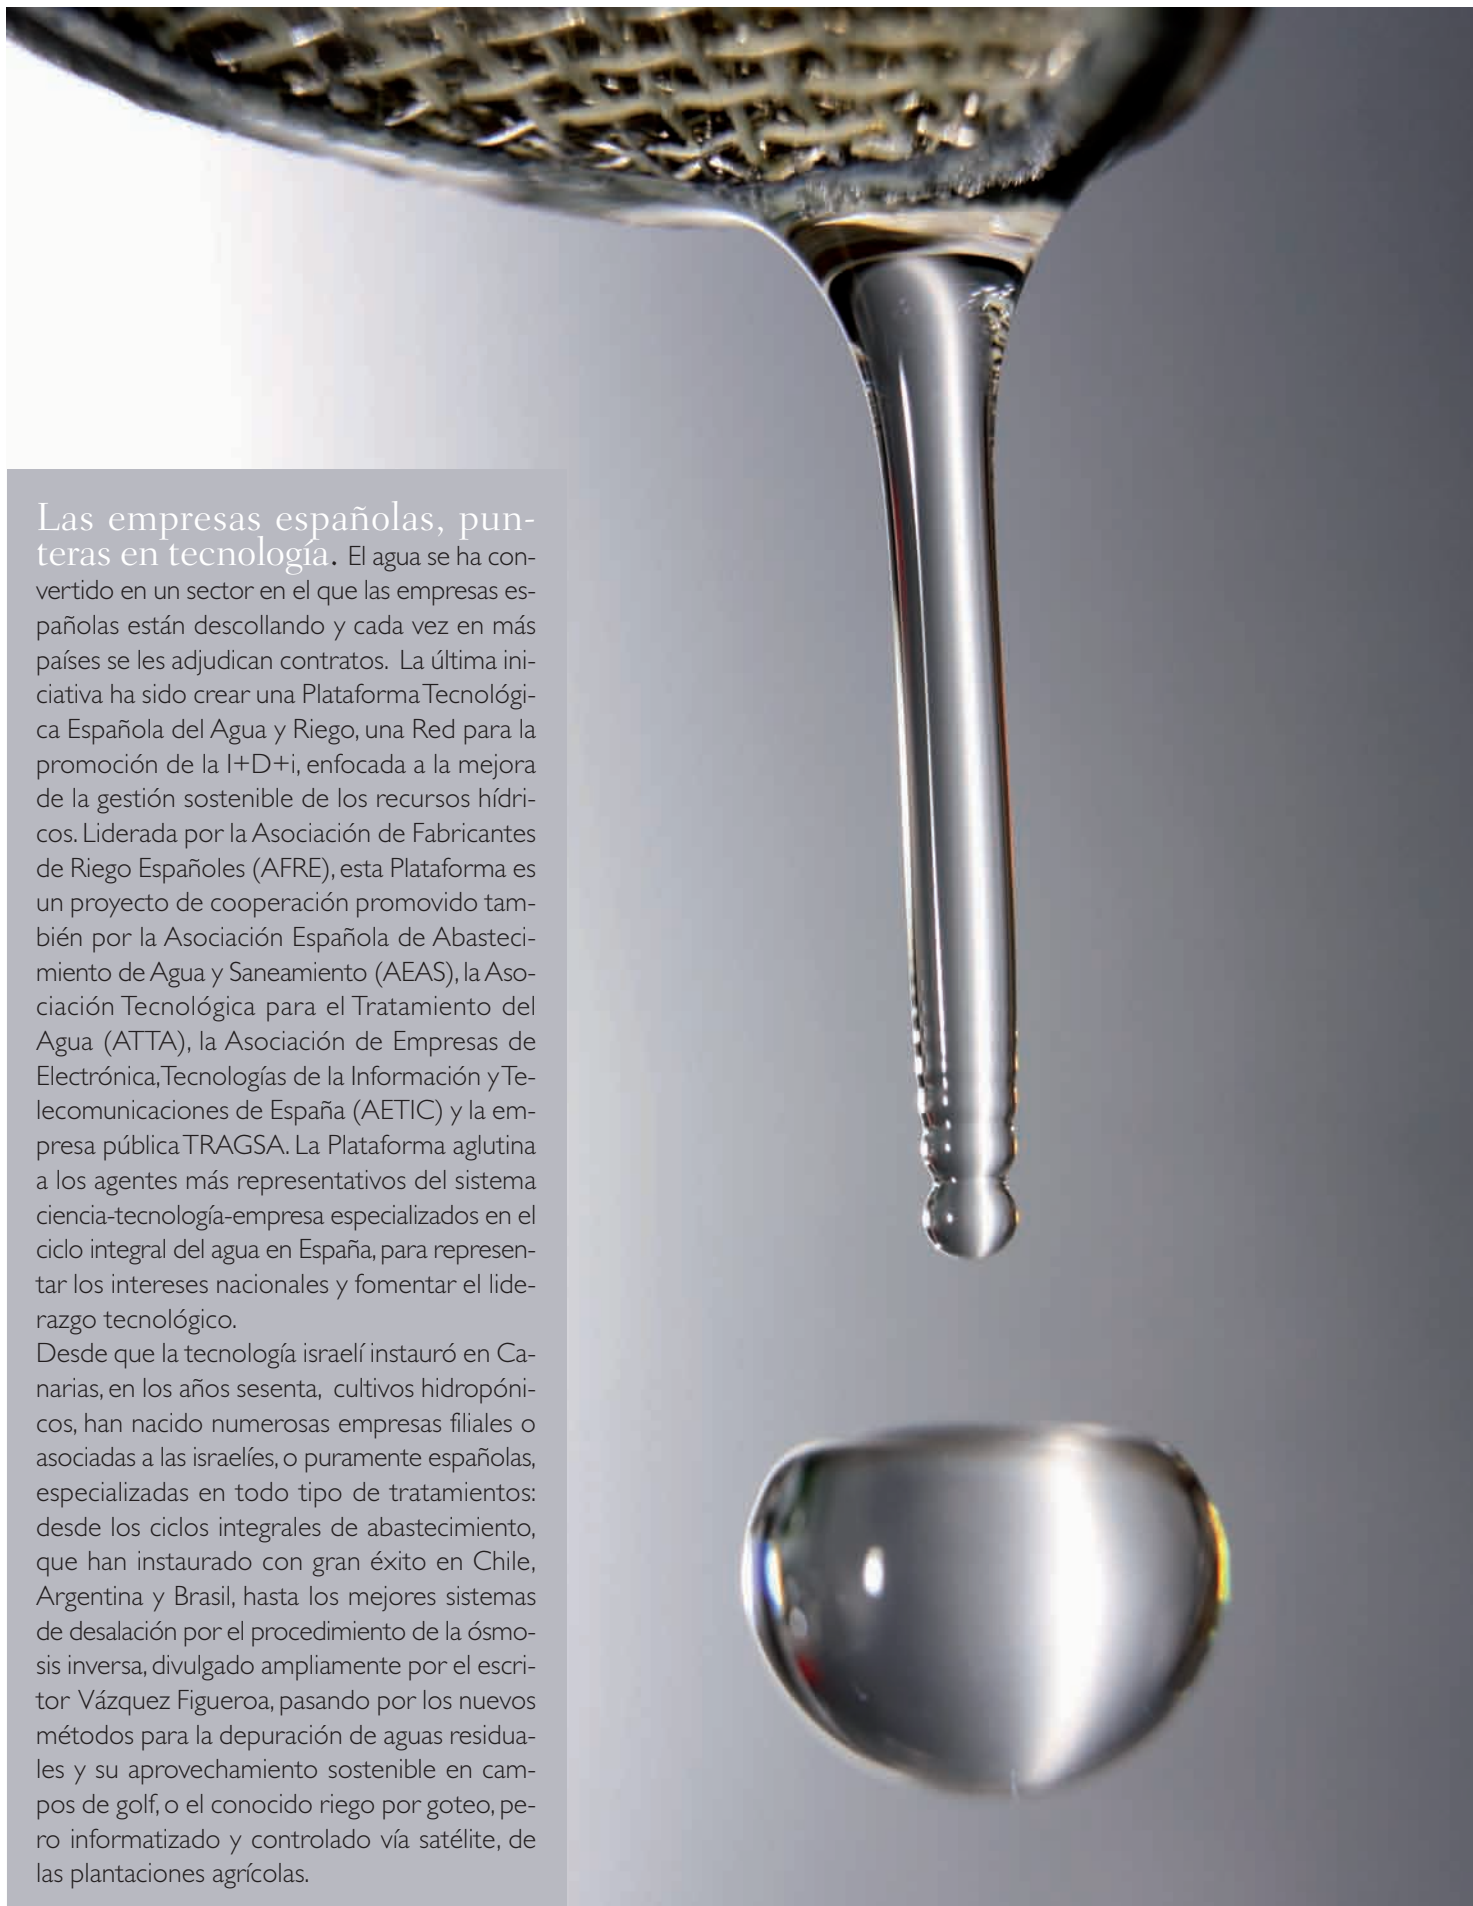 Las empresas españolas, pun-
teras en tecnología. El agua se ha con-
vertido en un sector en el que las empresas es-
pañolas están descollando y cada vez en más
países se les adjudican contratos. La última ini-
ciativa ha sido crear una Plataforma Tecnológi-
ca Española del Agua y Riego, una Red para la
promoción de la I+D+i, enfocada a la mejora
de la gestión sostenible de los recursos hídri-
cos. Liderada por la Asociación de Fabricantes
de Riego Españoles (AFRE), esta Plataforma es
un proyecto de cooperación promovido tam-
bién por la Asociación Española de Abasteci-
miento de Agua y Saneamiento (AEAS), la Aso-
ciación Tecnológica para el Tratamiento del
Agua (ATTA), la Asociación de Empresas de
Electrónica, Tecnologías de la Información y Te-
lecomunicaciones de España (AETIC) y la em-
presa pública TRAGSA. La Plataforma aglutina
a los agentes más representativos del sistema
ciencia-tecnología-empresa especializados en el
ciclo integral del agua en España, para represen-
tar los intereses nacionales y fomentar el lide-
razgo tecnológico.
Desde que la tecnología israelí instauró en Ca-
narias, en los años sesenta, cultivos hidropóni-
cos, han nacido numerosas empresas filiales o
asociadas a las israelíes, o puramente españolas,
especializadas en todo tipo de tratamientos:
desde los ciclos integrales de abastecimiento,
que han instaurado con gran éxito en Chile,
Argentina y Brasil, hasta los mejores sistemas
de desalación por el procedimiento de la ósmo-
sis inversa, divulgado ampliamente por el escri-
tor Vázquez Figueroa, pasando por los nuevos
métodos para la depuración de aguas residua-
les y su aprovechamiento sostenible en cam-
pos de golf, o el conocido riego por goteo, pe-
ro informatizado y controlado vía satélite, de
las plantaciones agrícolas.